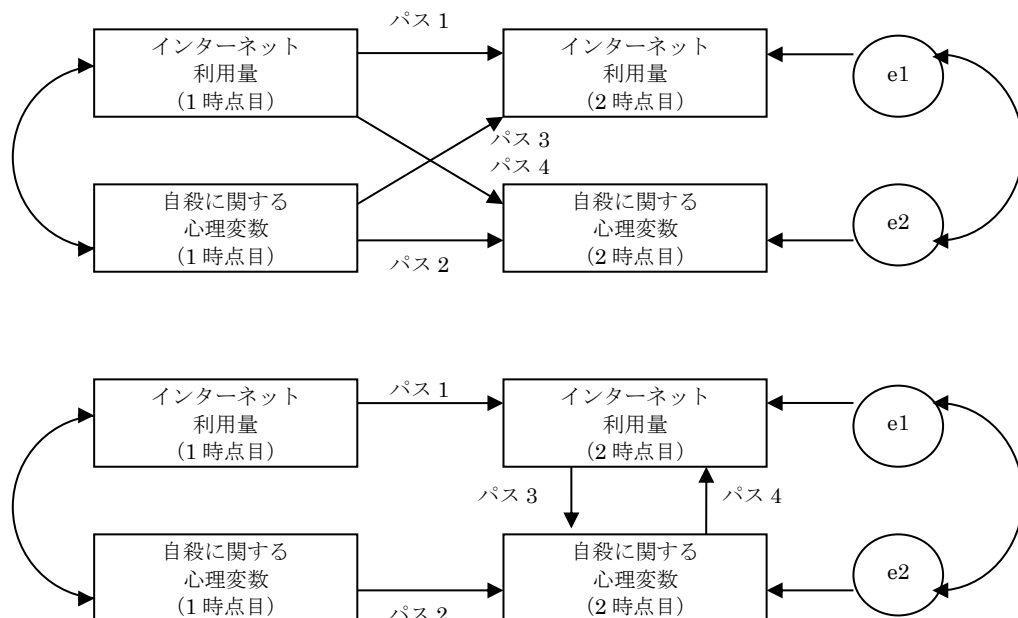 パス 1
インターネット
利用量
(1 時点目)
インターネット
利用量
(2 時点目)
e1
パス 3
パス 4
自殺に関する
心理変数
(1 時点目)
自殺に関する
心理変数
(2 時点目)
e2
パス 2
インターネット
利用量
(1 時点目)
パス 1
インターネット
利用量
(2 時点目)
e1
パス 3
パス 4
自殺に関する
心理変数
(1 時点目)
自殺に関する
心理変数
(2 時点目)
e2
パス 2